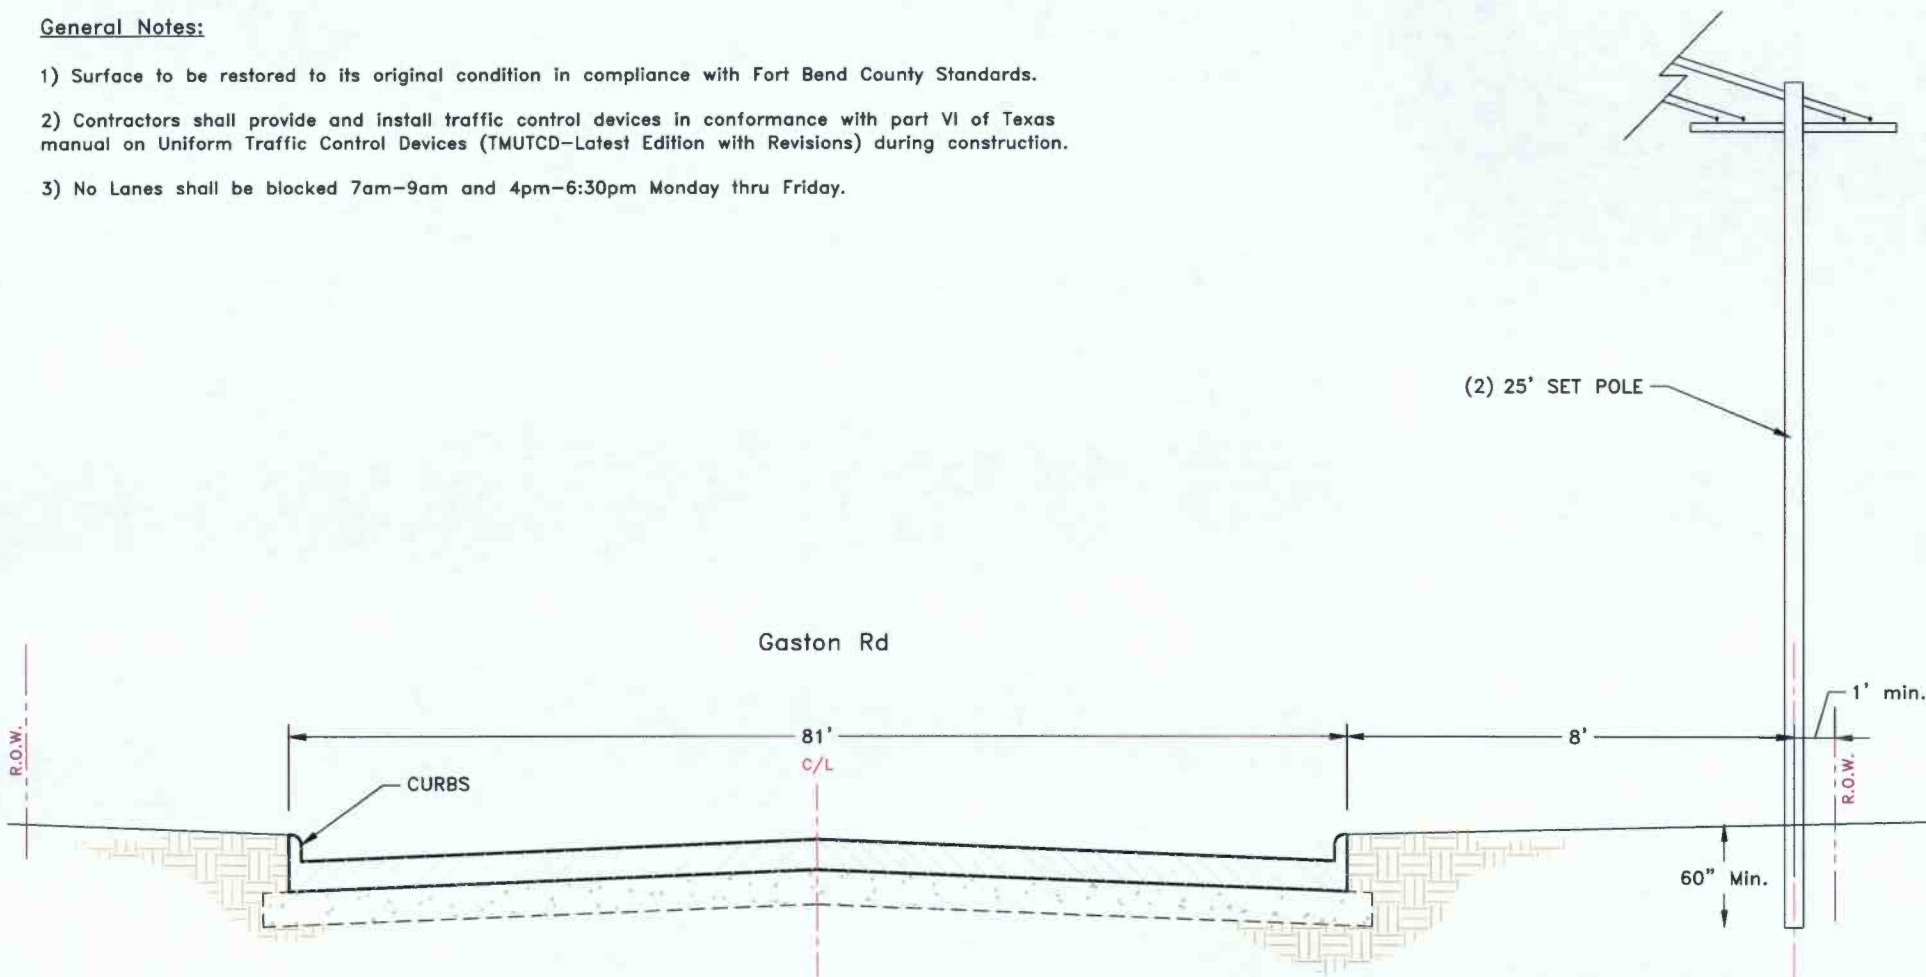 General Notes:
1) Surface to be restored to its original condition in compliance with Fort Bend County Standards.
2) Contractors shall provide and install traffic control devices in conformance with part VI of Texas
manual on Uniform Traffic Control Devices (TMUTCD-Latest Edition with Revisions) during construction.
3) No Lanes shall be blocked 7am-9am and 4pm-6:30pm Monday thru Friday.
(2) 25' SET POLE
Gaston Rd
1' min.
R.O.W.
81'
8'
C/L
R.O.W.
CURBS
60" Min.